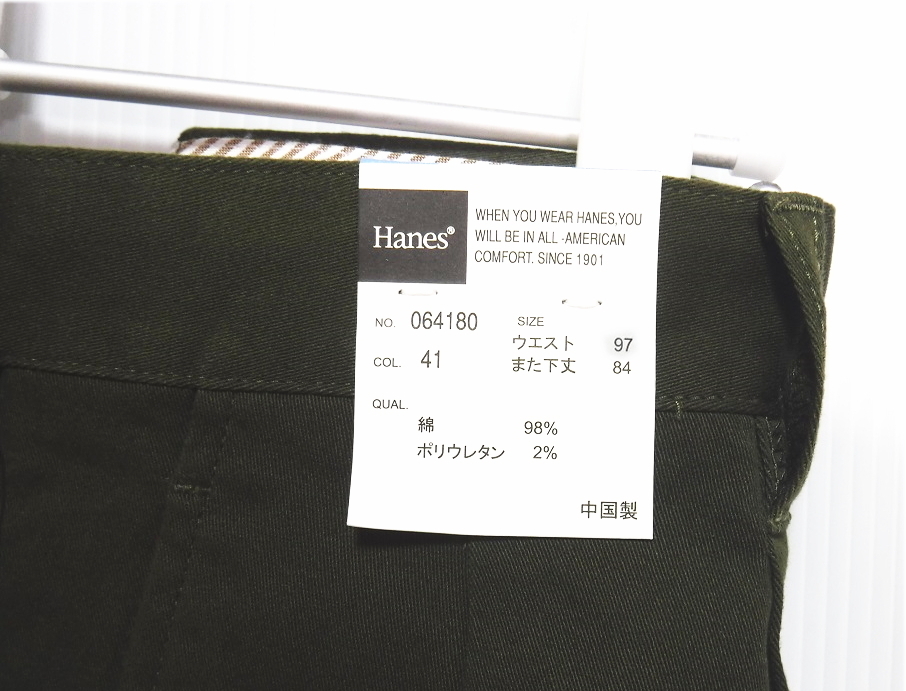 Hanes®
WHEN YOU WEAR HANES,YOU
WILL BE IN ALL -AMERICAN
COMFORT. SINCE 1901
NO. 064180
COL. 41
SIZE
ウエスト 97
また下丈 84
QUAL.
綿 98%
ポリウレタン 2%
中国製